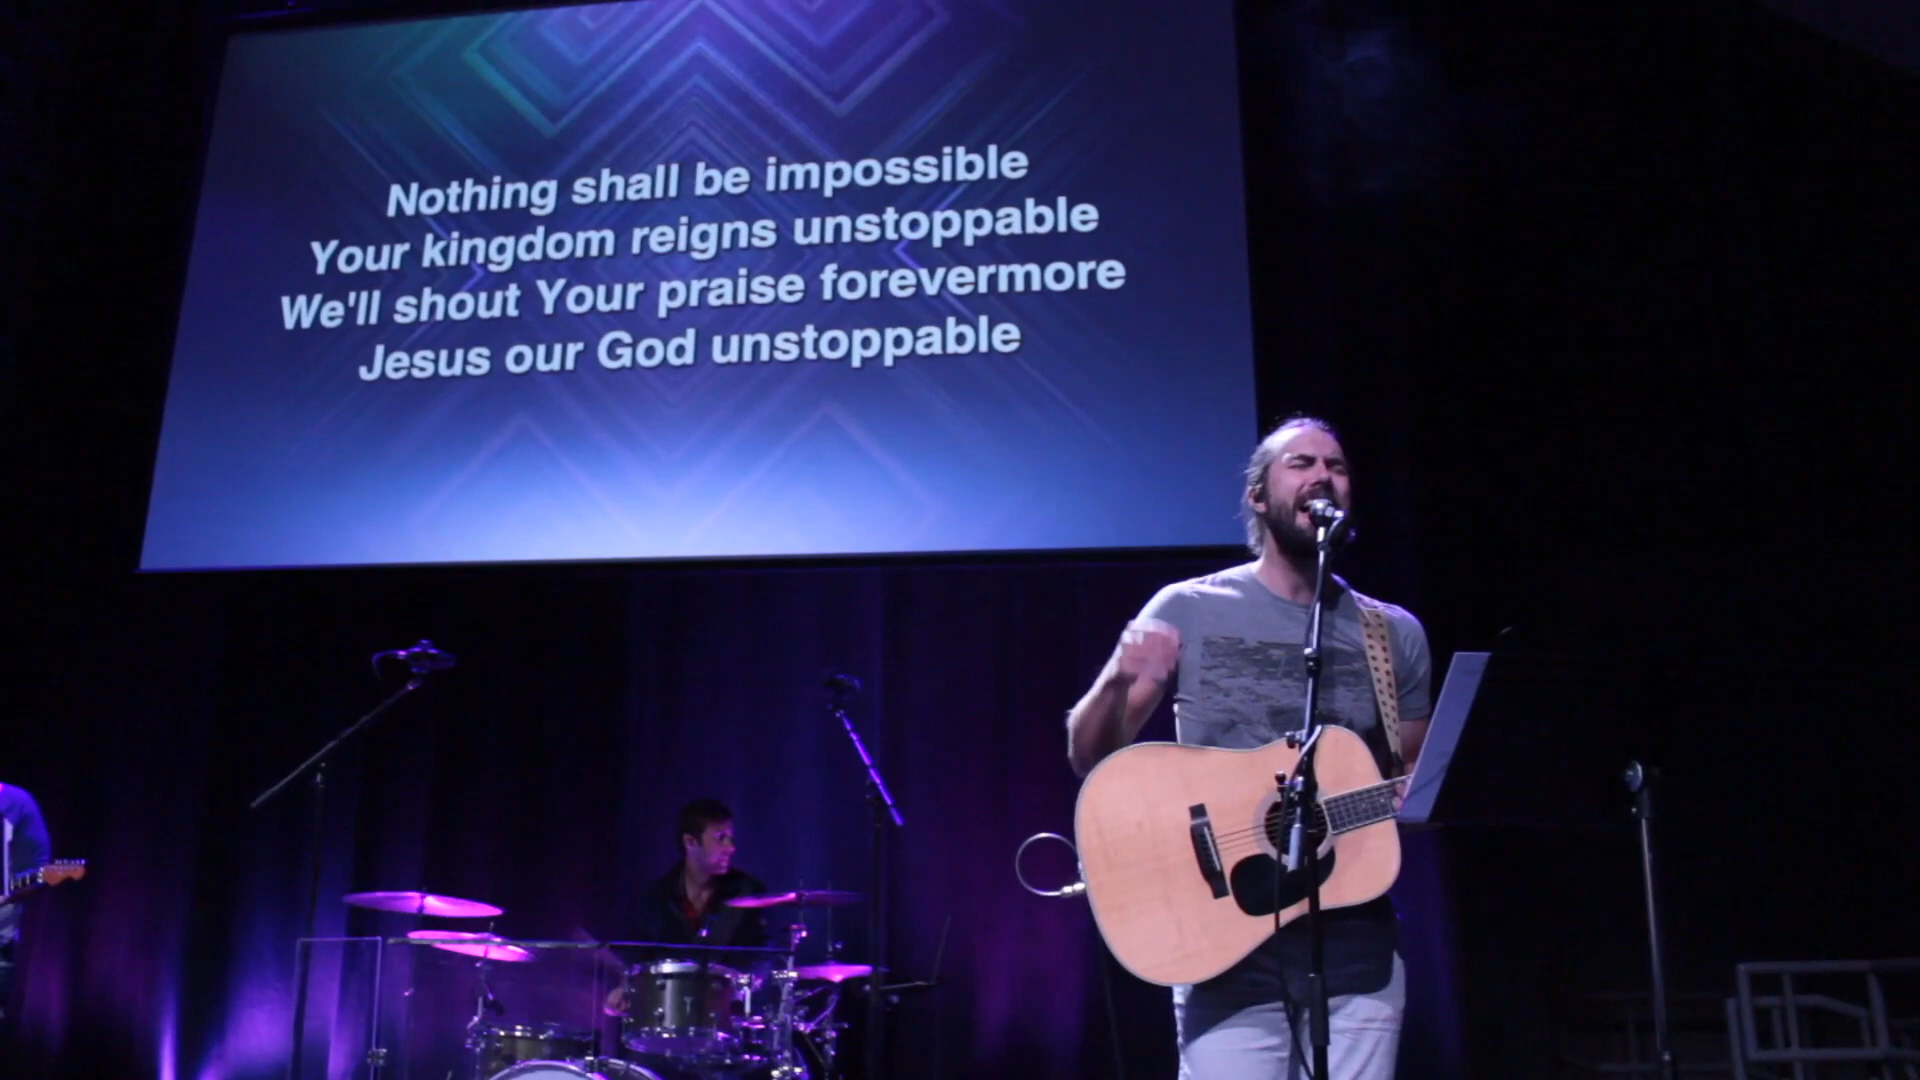 Nothing shall be impossible
Your kingdom reigns unstoppable
We'll shout Your praise forevermore
Jesus our God unstoppable